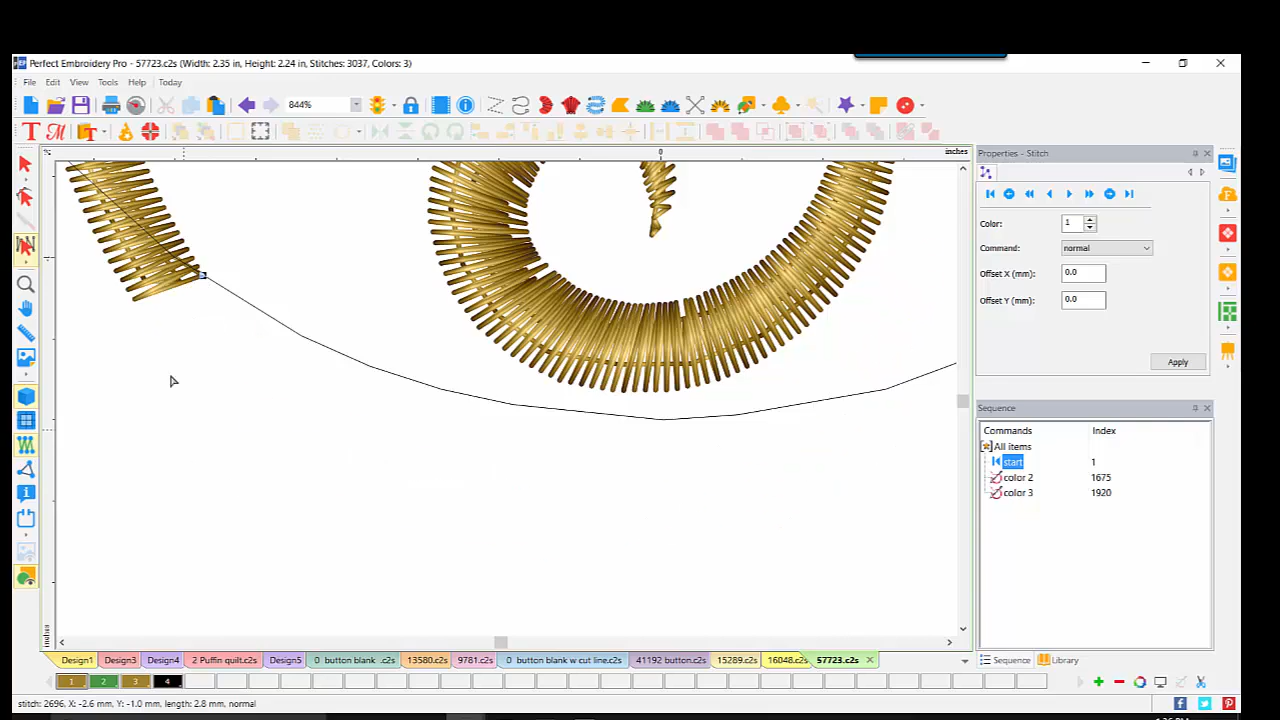 Perfect Embroidery Pro - 57723.c2s (Width: 2.35 in, Height: 2.24 in, Stitches: 3037, Colors: 3)
File Edit View Tools Help Today
844%
0 inches
Properties - Stitch
Color: 1
Command: normal
Offset X (mm): 0.0
Offset Y (mm): 0.0
Apply
Sequence
Commands Index
All items
start 1
color 2 1675
color 3 1920
inches
Design1 Design3 Design4 2 Puffin quilt.c2s Design5 0 button blank .c2s 13580.c2s 9781.c2s 0 button blank w cut line.c2s 41192 button.c2s 15289.c2s 16048.c2s 57723.c2s
Sequence Library
1 2 3 4
stitch: 2696, X: -2.6 mm, Y: -1.0 mm, length: 2.8 mm, normal